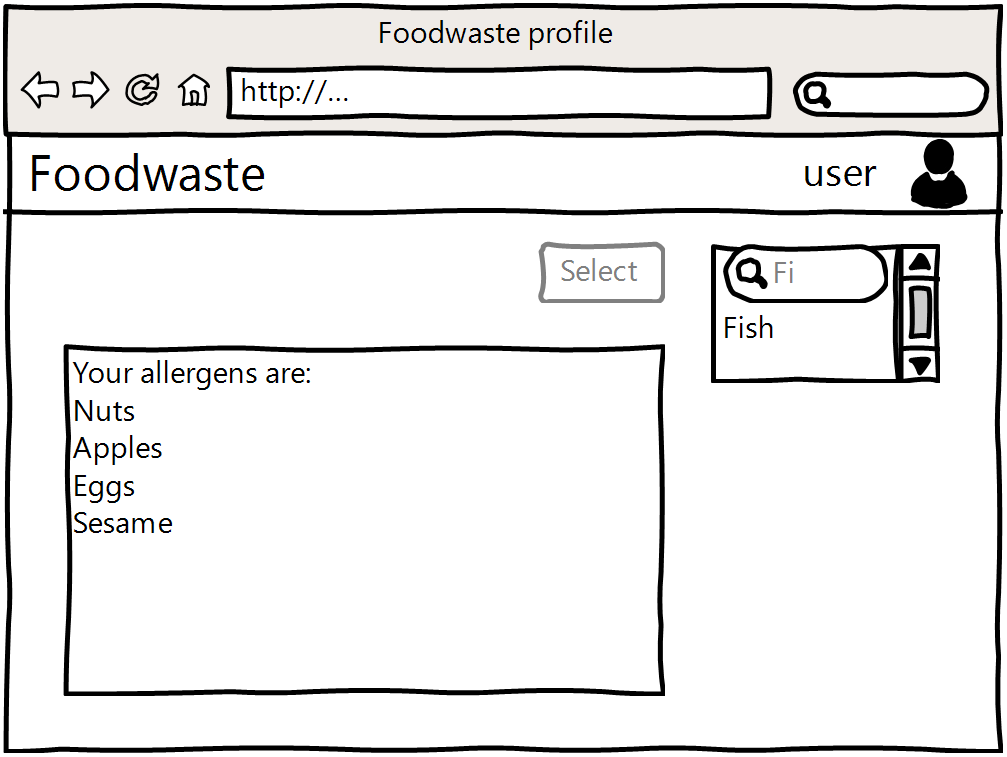 Foodwaste profile
http://...
Foodwaste
user
Select
Fi
Fish
Your allergens are:
Nuts
Apples
Eggs
Sesame